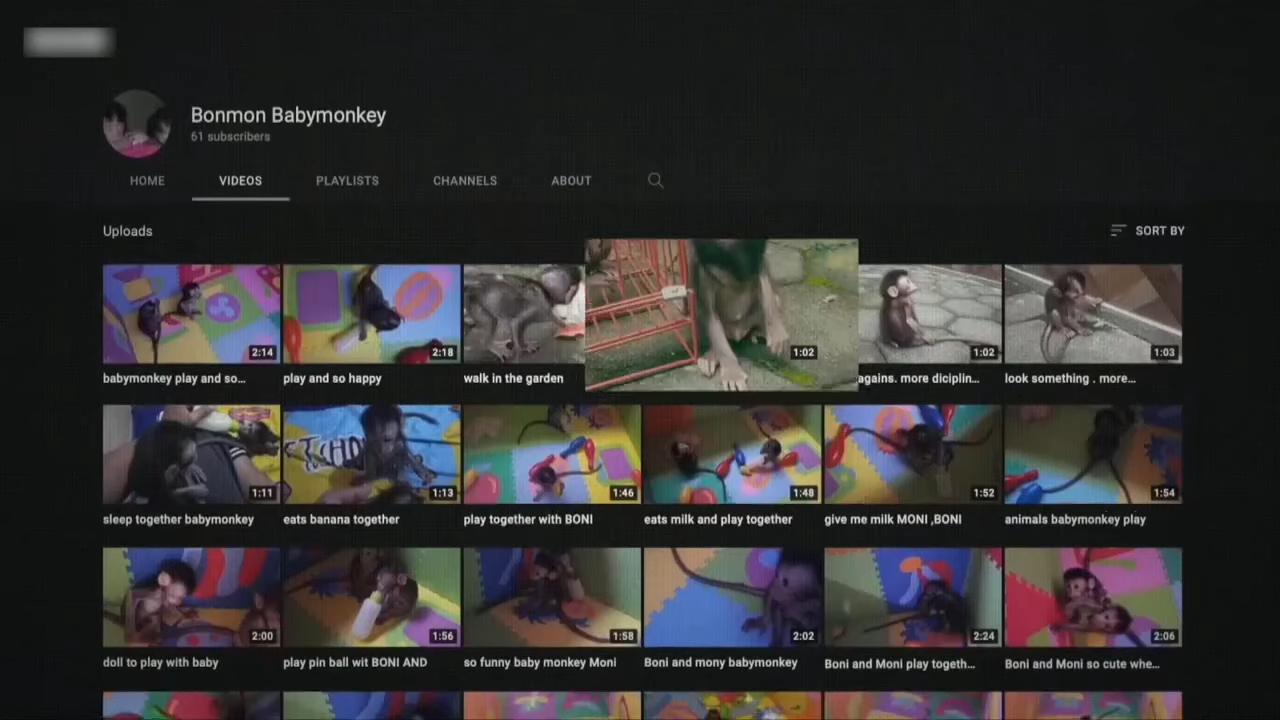 Bonmon Babymonkey
61 subscribers
HOME VIDEOS PLAYLISTS CHANNELS ABOUT
Uploads
SORT BY
2:14 2:18 1:02 1:02 1:03
babymonkey play and so... play and so happy walk in the garden agains. more diciplin... look something . more...
1:11 1:13 1:46 1:48 1:52 1:54
sleep together babymonkey eats banana together play together with BONI eats milk and play together give me milk MONI ,BONI animals babymonkey play
2:00 1:56 1:58 2:02 2:24 2:06
doll to play with baby play pin ball wit BONI AND so funny baby monkey Moni Boni and mony babymonkey Boni and Moni play togeth... Boni and Moni so cute whe...